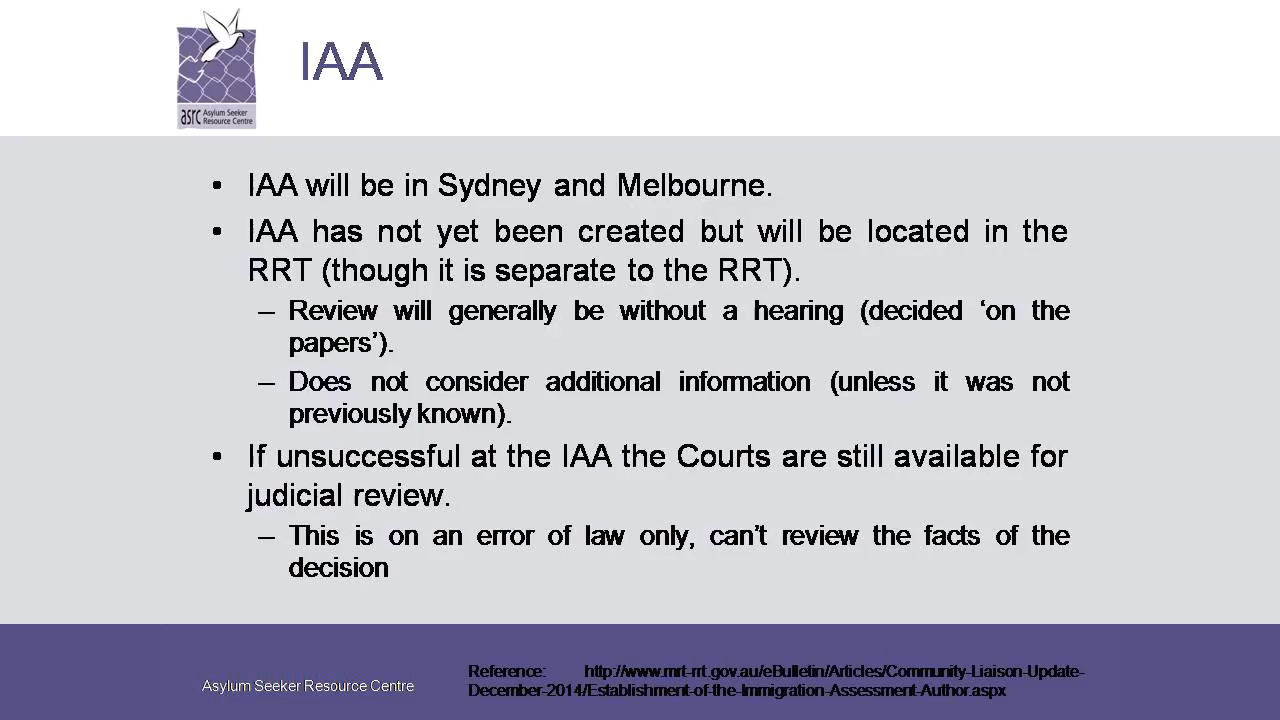 asrc Asylum Seeker
Resource Centre
IAA
• IAA will be in Sydney and Melbourne.
• IAA has not yet been created but will be located in the
RRT (though it is separate to the RRT).
– Review will generally be without a hearing (decided ‘on the
papers’).
– Does not consider additional information (unless it was not
previously known).
• If unsuccessful at the IAA the Courts are still available for
judicial review.
– This is on an error of law only, can’t review the facts of the
decision
Asylum Seeker Resource Centre
Reference: http://www.mrt-rrt.gov.au/eBulletin/Articles/Community-Liaison-Update-
December-2014/Establishment-of-the-Immigration-Assessment-Author.aspx